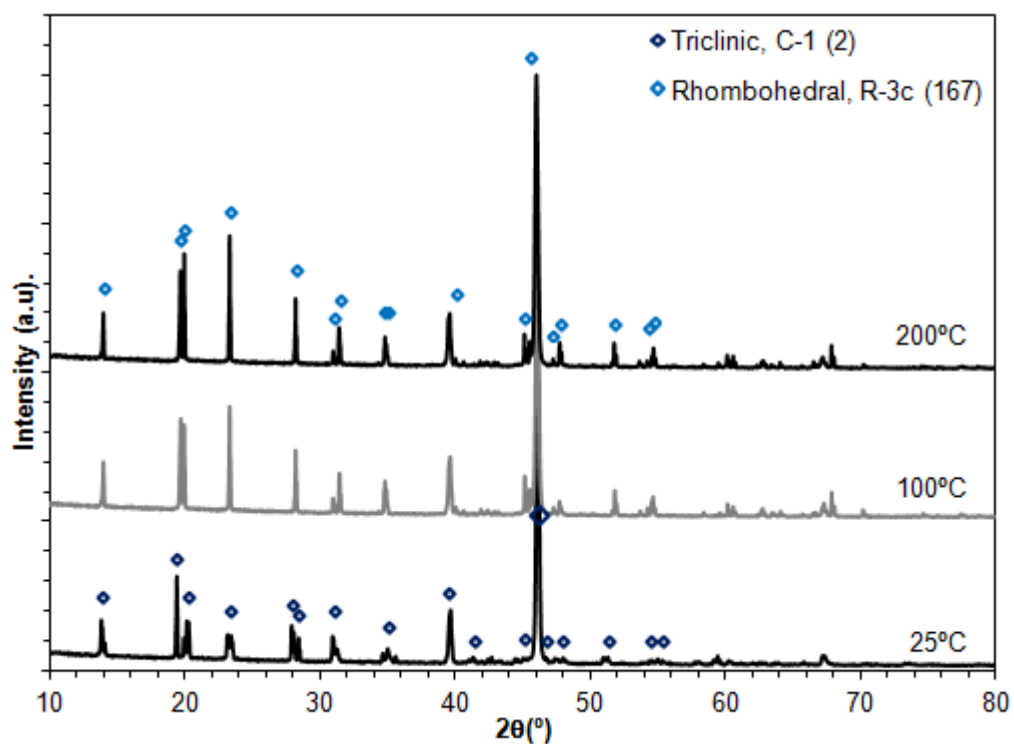 Triclinic, C-1 (2)
Rhombohedral, R-3c (167)
Intensity (a.u).
200ºC
100ºC
25ºC
10 20 30 40 50 60 70 80
2θ(º)